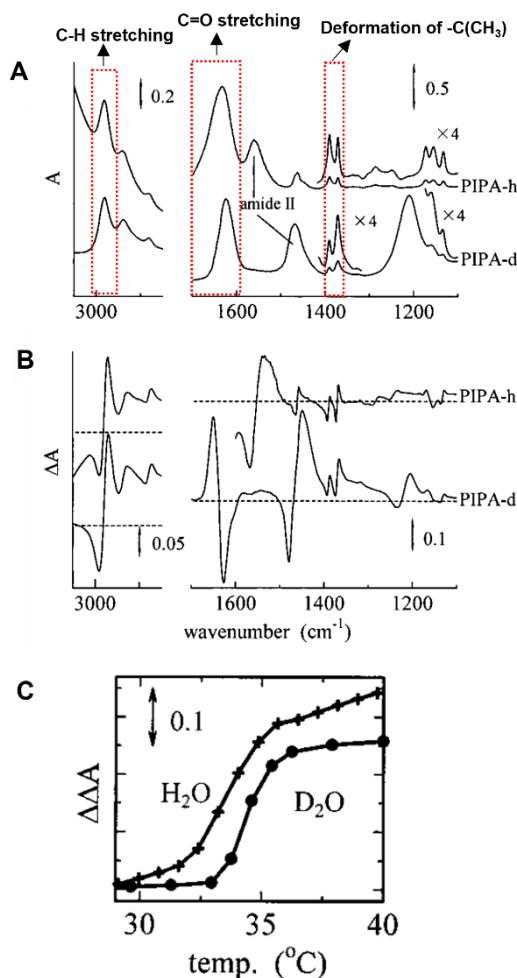 C-H stretching
C=O stretching
Deformation of -C(CH₃)
A
0.2
0.5
×4
A
PIPA-h
amide II
×4
×4
PIPA-d
3000
1600
1400
1200
B
PIPA-h
ΔA
PIPA-d
0.05
0.1
3000
1600
1400
1200
wavenumber (cm⁻¹)
C
0.1
ΔΔA
H₂O
D₂O
30
35
40
temp. (°C)